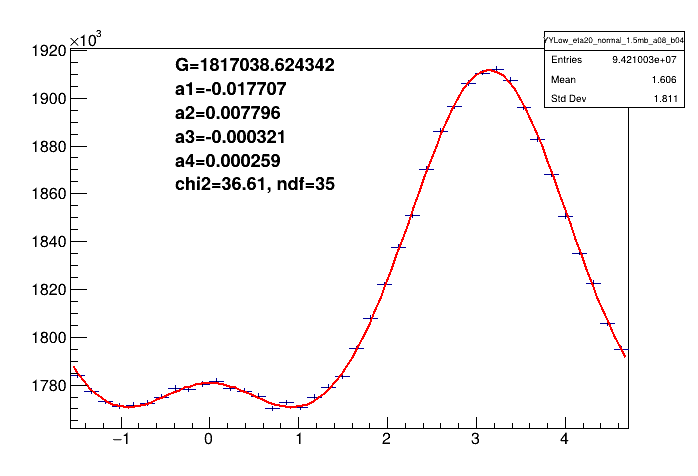 ×10³
G=1817038.624342
a1=-0.017707
a2=0.007796
a3=-0.000321
a4=0.000259
chi2=36.61, ndf=35
YLow_eta20_normal_1.5mb_a08_b04
Entries 9.421003e+07
Mean 1.606
Std Dev 1.811
1920
1900
1880
1860
1840
1820
1800
1780
−1 0 1 2 3 4